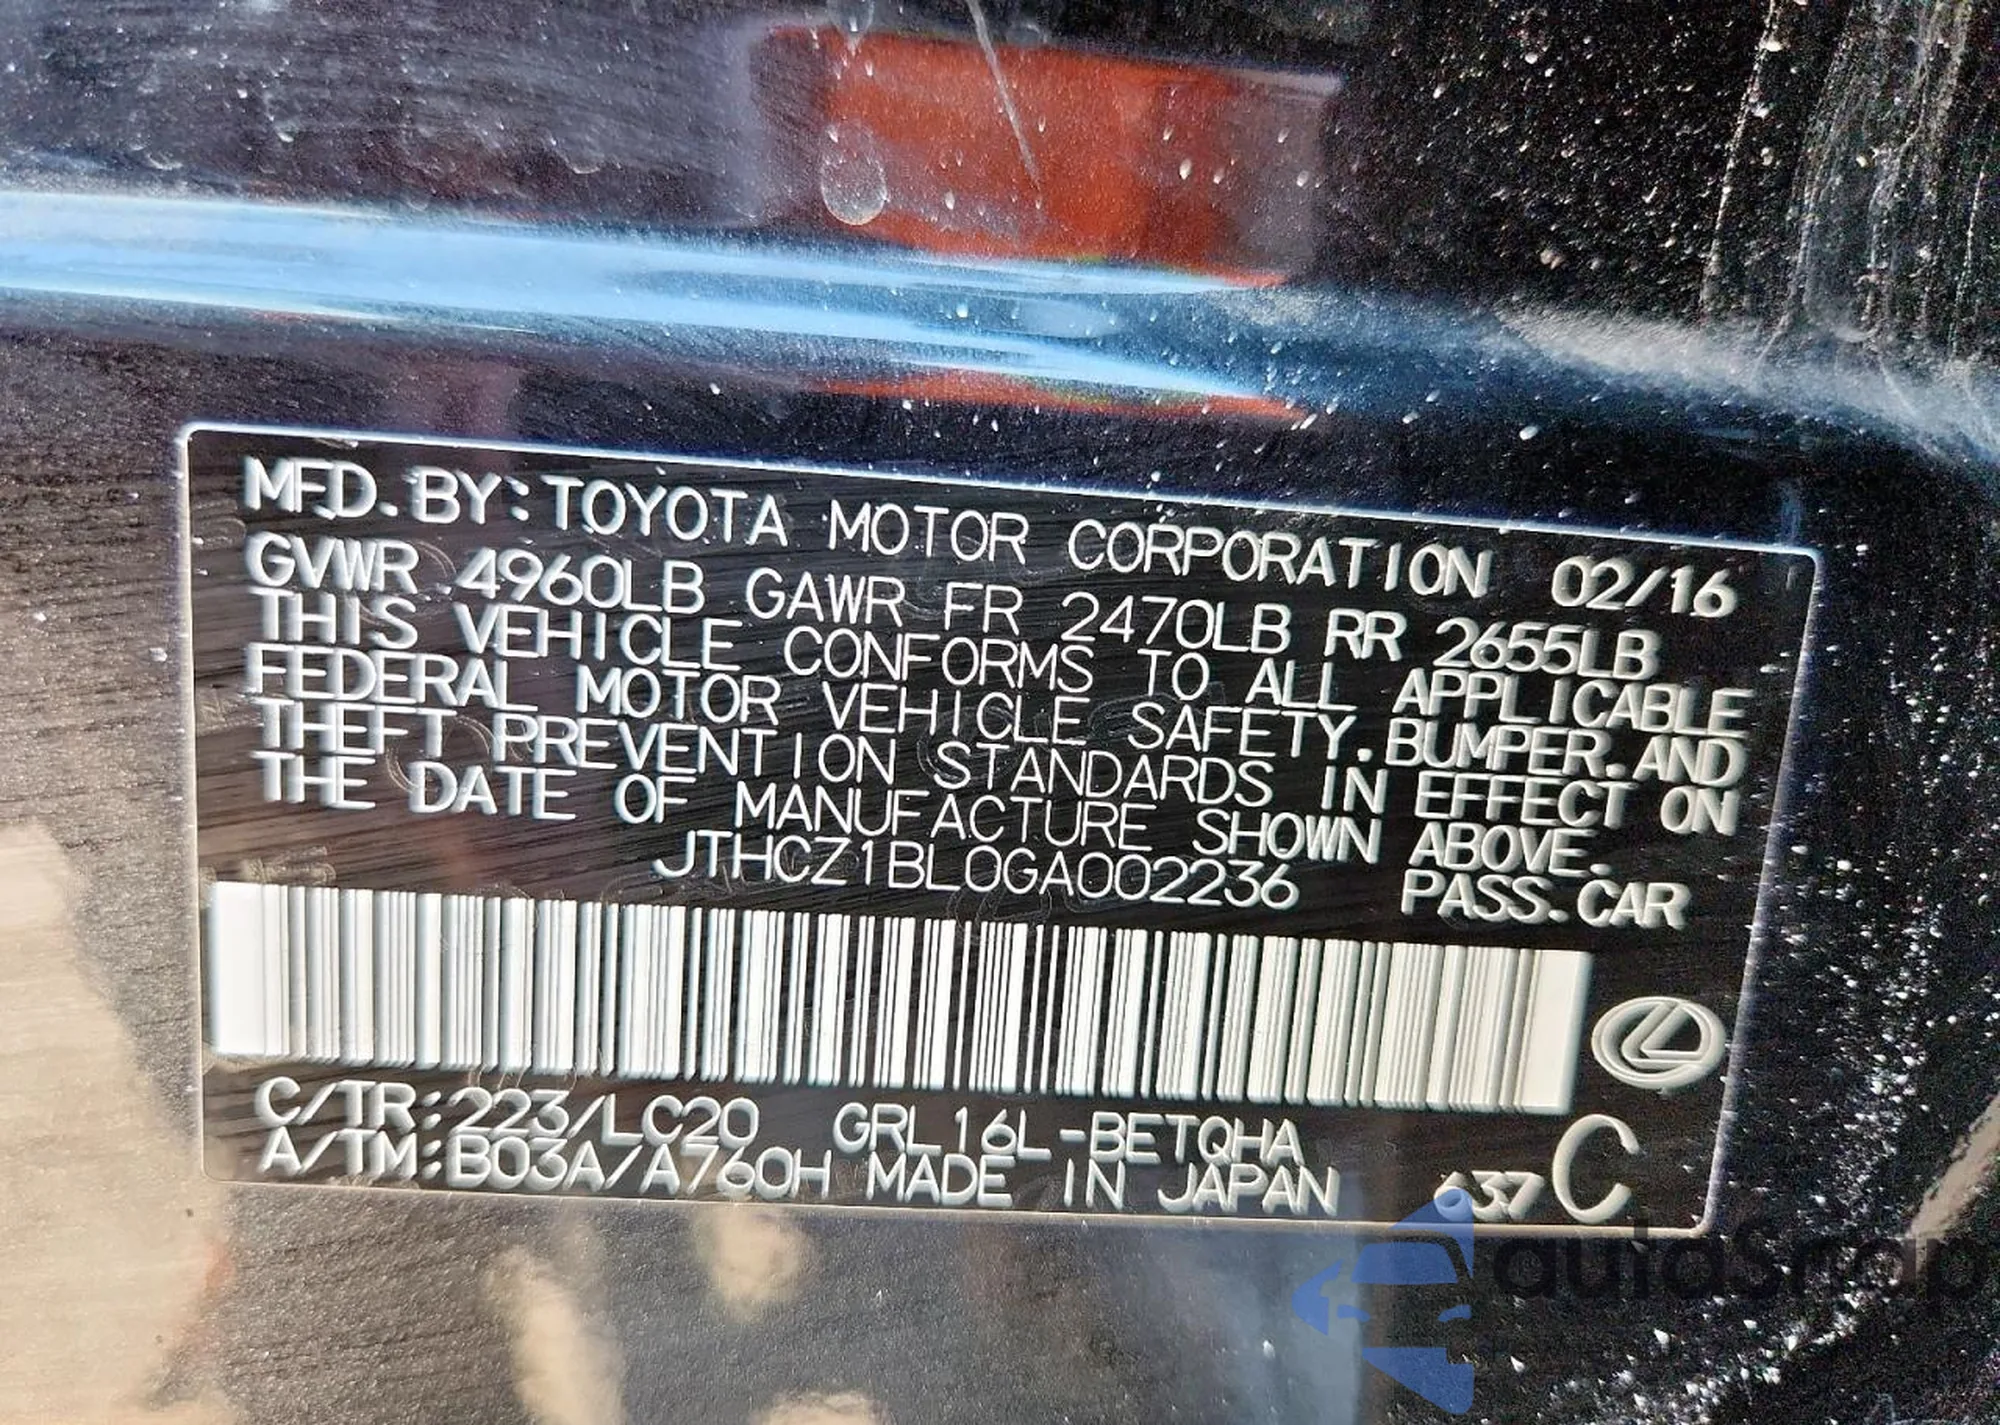 MFD. BY: TOYOTA MOTOR CORPORATION 02/16
GVWR 4960LB GAWR FR 2470LB RR 2655LB
THIS VEHICLE CONFORMS TO ALL APPLICABLE
FEDERAL MOTOR VEHICLE SAFETY. BUMPER. AND
THEFT PREVENTION STANDARDS IN EFFECT ON
THE DATE OF MANUFACTURE SHOWN ABOVE.
JTHCZ1BL0GA002236 PASS. CAR
C/TR: 223/LC20 GRL16L-BETQHA
A/TM: B03A/A760H MADE IN JAPAN C